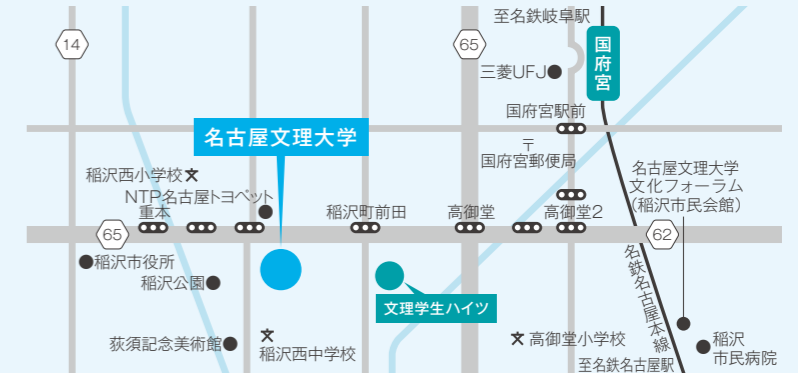 至名鉄岐阜駅
14
65
国府宮
三菱UFJ
国府宮駅前
名古屋文理大学
〒
国府宮郵便局
稲沢西小学校
名古屋文理大学
文化フォーラム
（稲沢市民会館）
NTP名古屋トヨペット
重本
稲沢町前田
高御堂
高御堂2
65
62
稲沢市役所
稲沢公園
名鉄名古屋本線
文理学生ハイツ
荻須記念美術館
稲沢西中学校
高御堂小学校
稲沢
市民病院
至名鉄名古屋駅